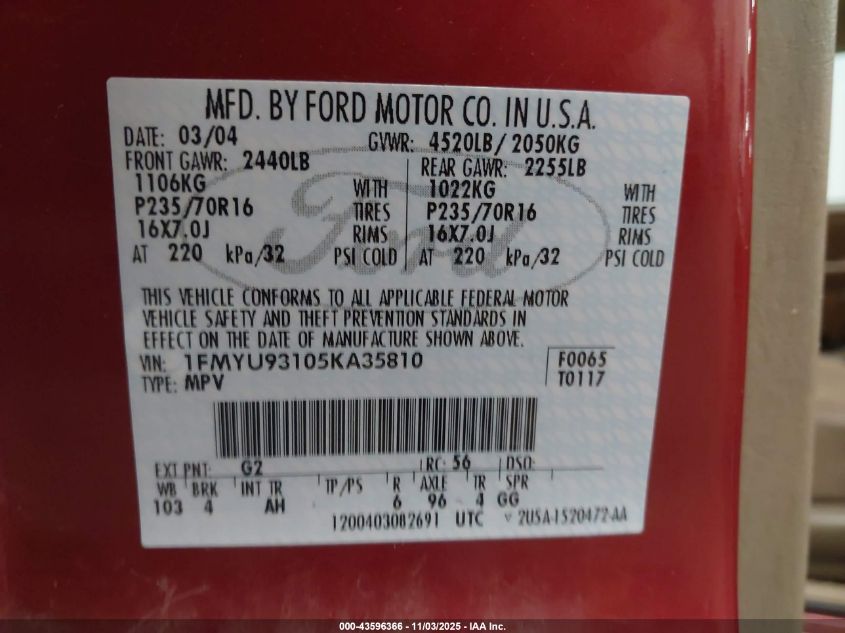 MFD. BY FORD MOTOR CO. IN U.S.A.
DATE: 03/04 GVWR: 4520LB/ 2050KG
FRONT GAWR: 2440LB REAR GAWR: 2255LB
1106KG WITH 1022KG WITH
P235/70R16 TIRES P235/70R16 TIRES
16X7.0J RIMS 16X7.0J RIMS
AT 220 kPa/32 PSI COLD AT 220 kPa/32 PSI COLD
Ford
THIS VEHICLE CONFORMS TO ALL APPLICABLE FEDERAL MOTOR
VEHICLE SAFETY AND THEFT PREVENTION STANDARDS IN
EFFECT ON THE DATE OF MANUFACTURE SHOWN ABOVE.
VIN: 1FMYU93105KA35810 F0065
TYPE: MPV T0117
EXT PNT: G2 RC: 56 DSO:
WB BRK INT TR TP/PS R AXLE TR SPR
103 4 AH 6 96 4 GG
1200403082691 UTC 2U5A-1520472-AA
000-43596366 - 11/03/2025 - IAA Inc.